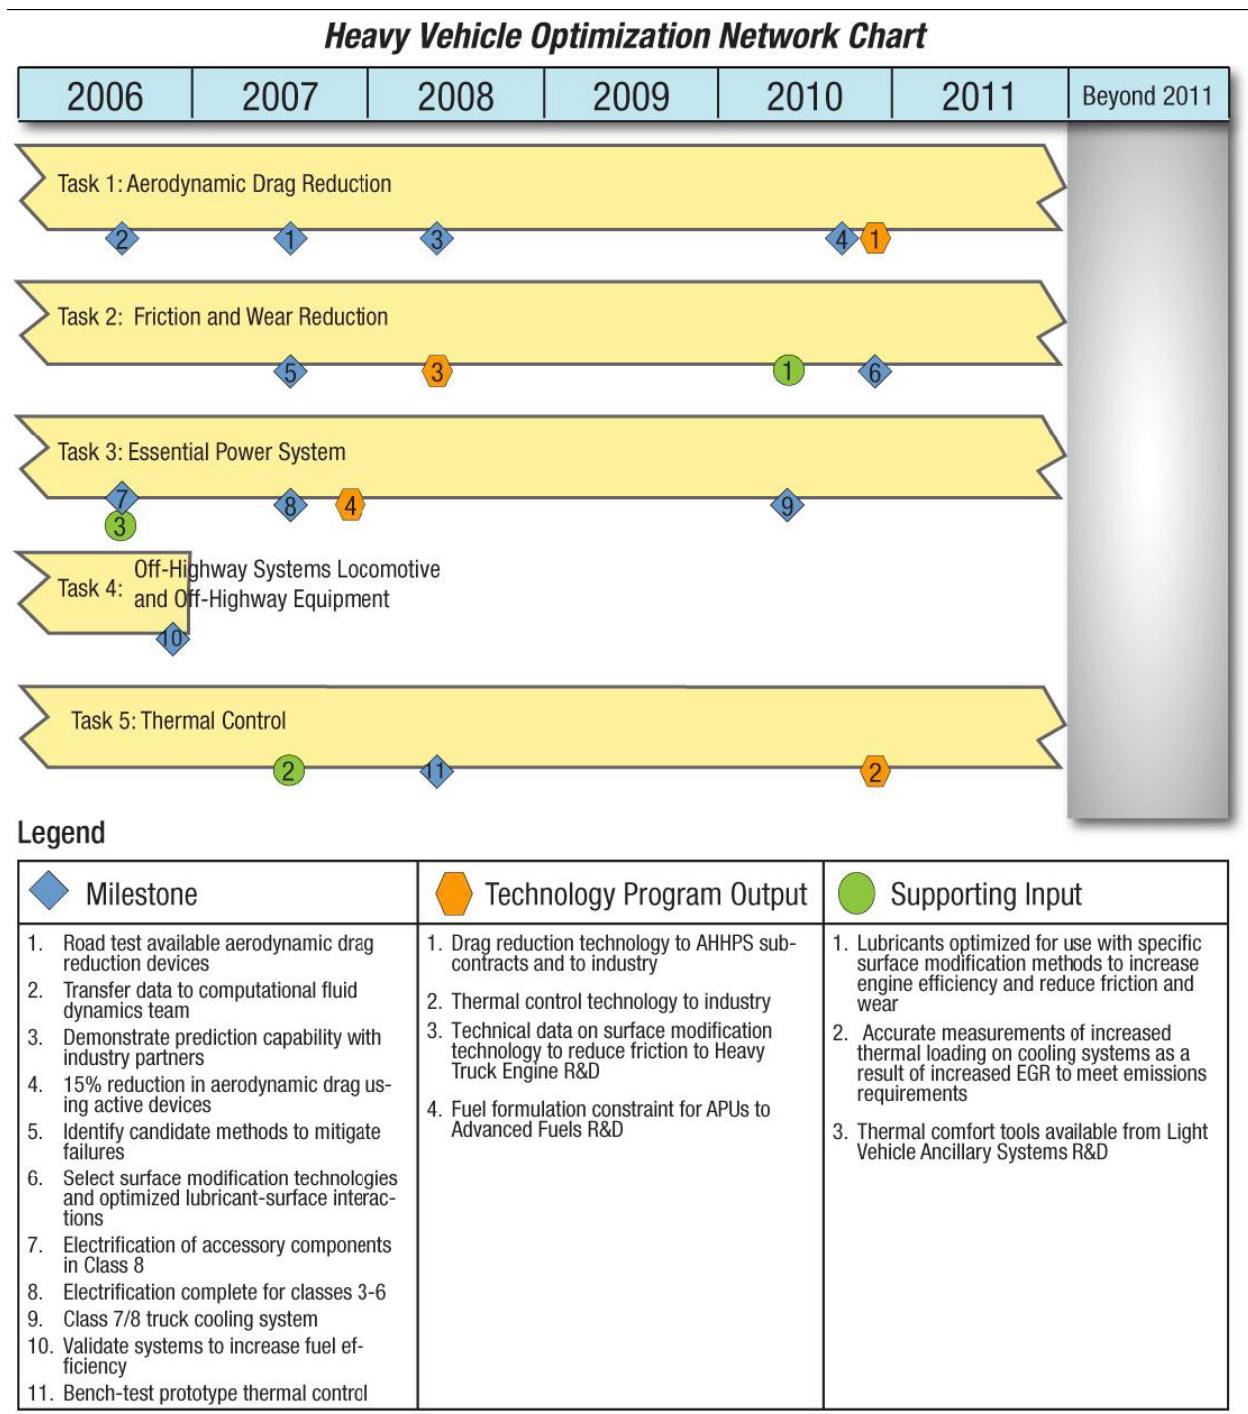 Heavy Vehicle Optimization Network Chart
2006 2007 2008 2009 2010 2011 Beyond 2011
Task 1: Aerodynamic Drag Reduction
2 1 3 4 1
Task 2: Friction and Wear Reduction
5 3 1 6
Task 3: Essential Power System
7 8 4 9
3
Task 4: Off-Highway Systems Locomotive
and Off-Highway Equipment
10
Task 5: Thermal Control
2 11 2
Legend
Milestone
1. Road test available aerodynamic drag
reduction devices
2. Transfer data to computational fluid
dynamics team
3. Demonstrate prediction capability with
industry partners
4. 15% reduction in aerodynamic drag us-
ing active devices
5. Identify candidate methods to mitigate
failures
6. Select surface modification technologies
and optimized lubricant-surface interac-
tions
7. Electrification of accessory components
in Class 8
8. Electrification complete for classes 3-6
9. Class 7/8 truck cooling system
10. Validate systems to increase fuel ef-
ficiency
11. Bench-test prototype thermal control
Technology Program Output
1. Drag reduction technology to AHHPS sub-
contracts and to industry
2. Thermal control technology to industry
3. Technical data on surface modification
technology to reduce friction to Heavy
Truck Engine R&D
4. Fuel formulation constraint for APUs to
Advanced Fuels R&D
Supporting Input
1. Lubricants optimized for use with specific
surface modification methods to increase
engine efficiency and reduce friction and
wear
2. Accurate measurements of increased
thermal loading on cooling systems as a
result of increased EGR to meet emissions
requirements
3. Thermal comfort tools available from Light
Vehicle Ancillary Systems R&D